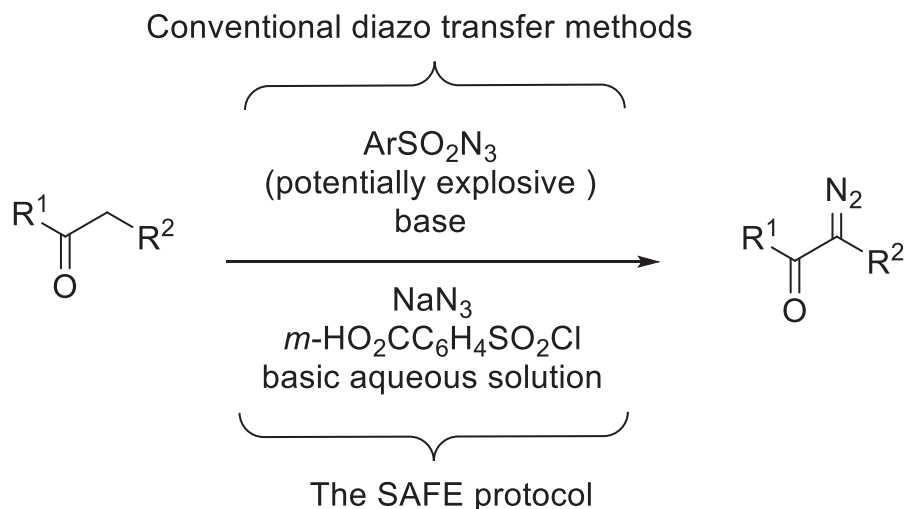 Conventional diazo transfer methods
ArSO₂N₃
(potentially explosive )
base
R¹
R²
O
NaN₃
m-HO₂CC₆H₄SO₂Cl
basic aqueous solution
N₂
R¹
R²
O
The SAFE protocol